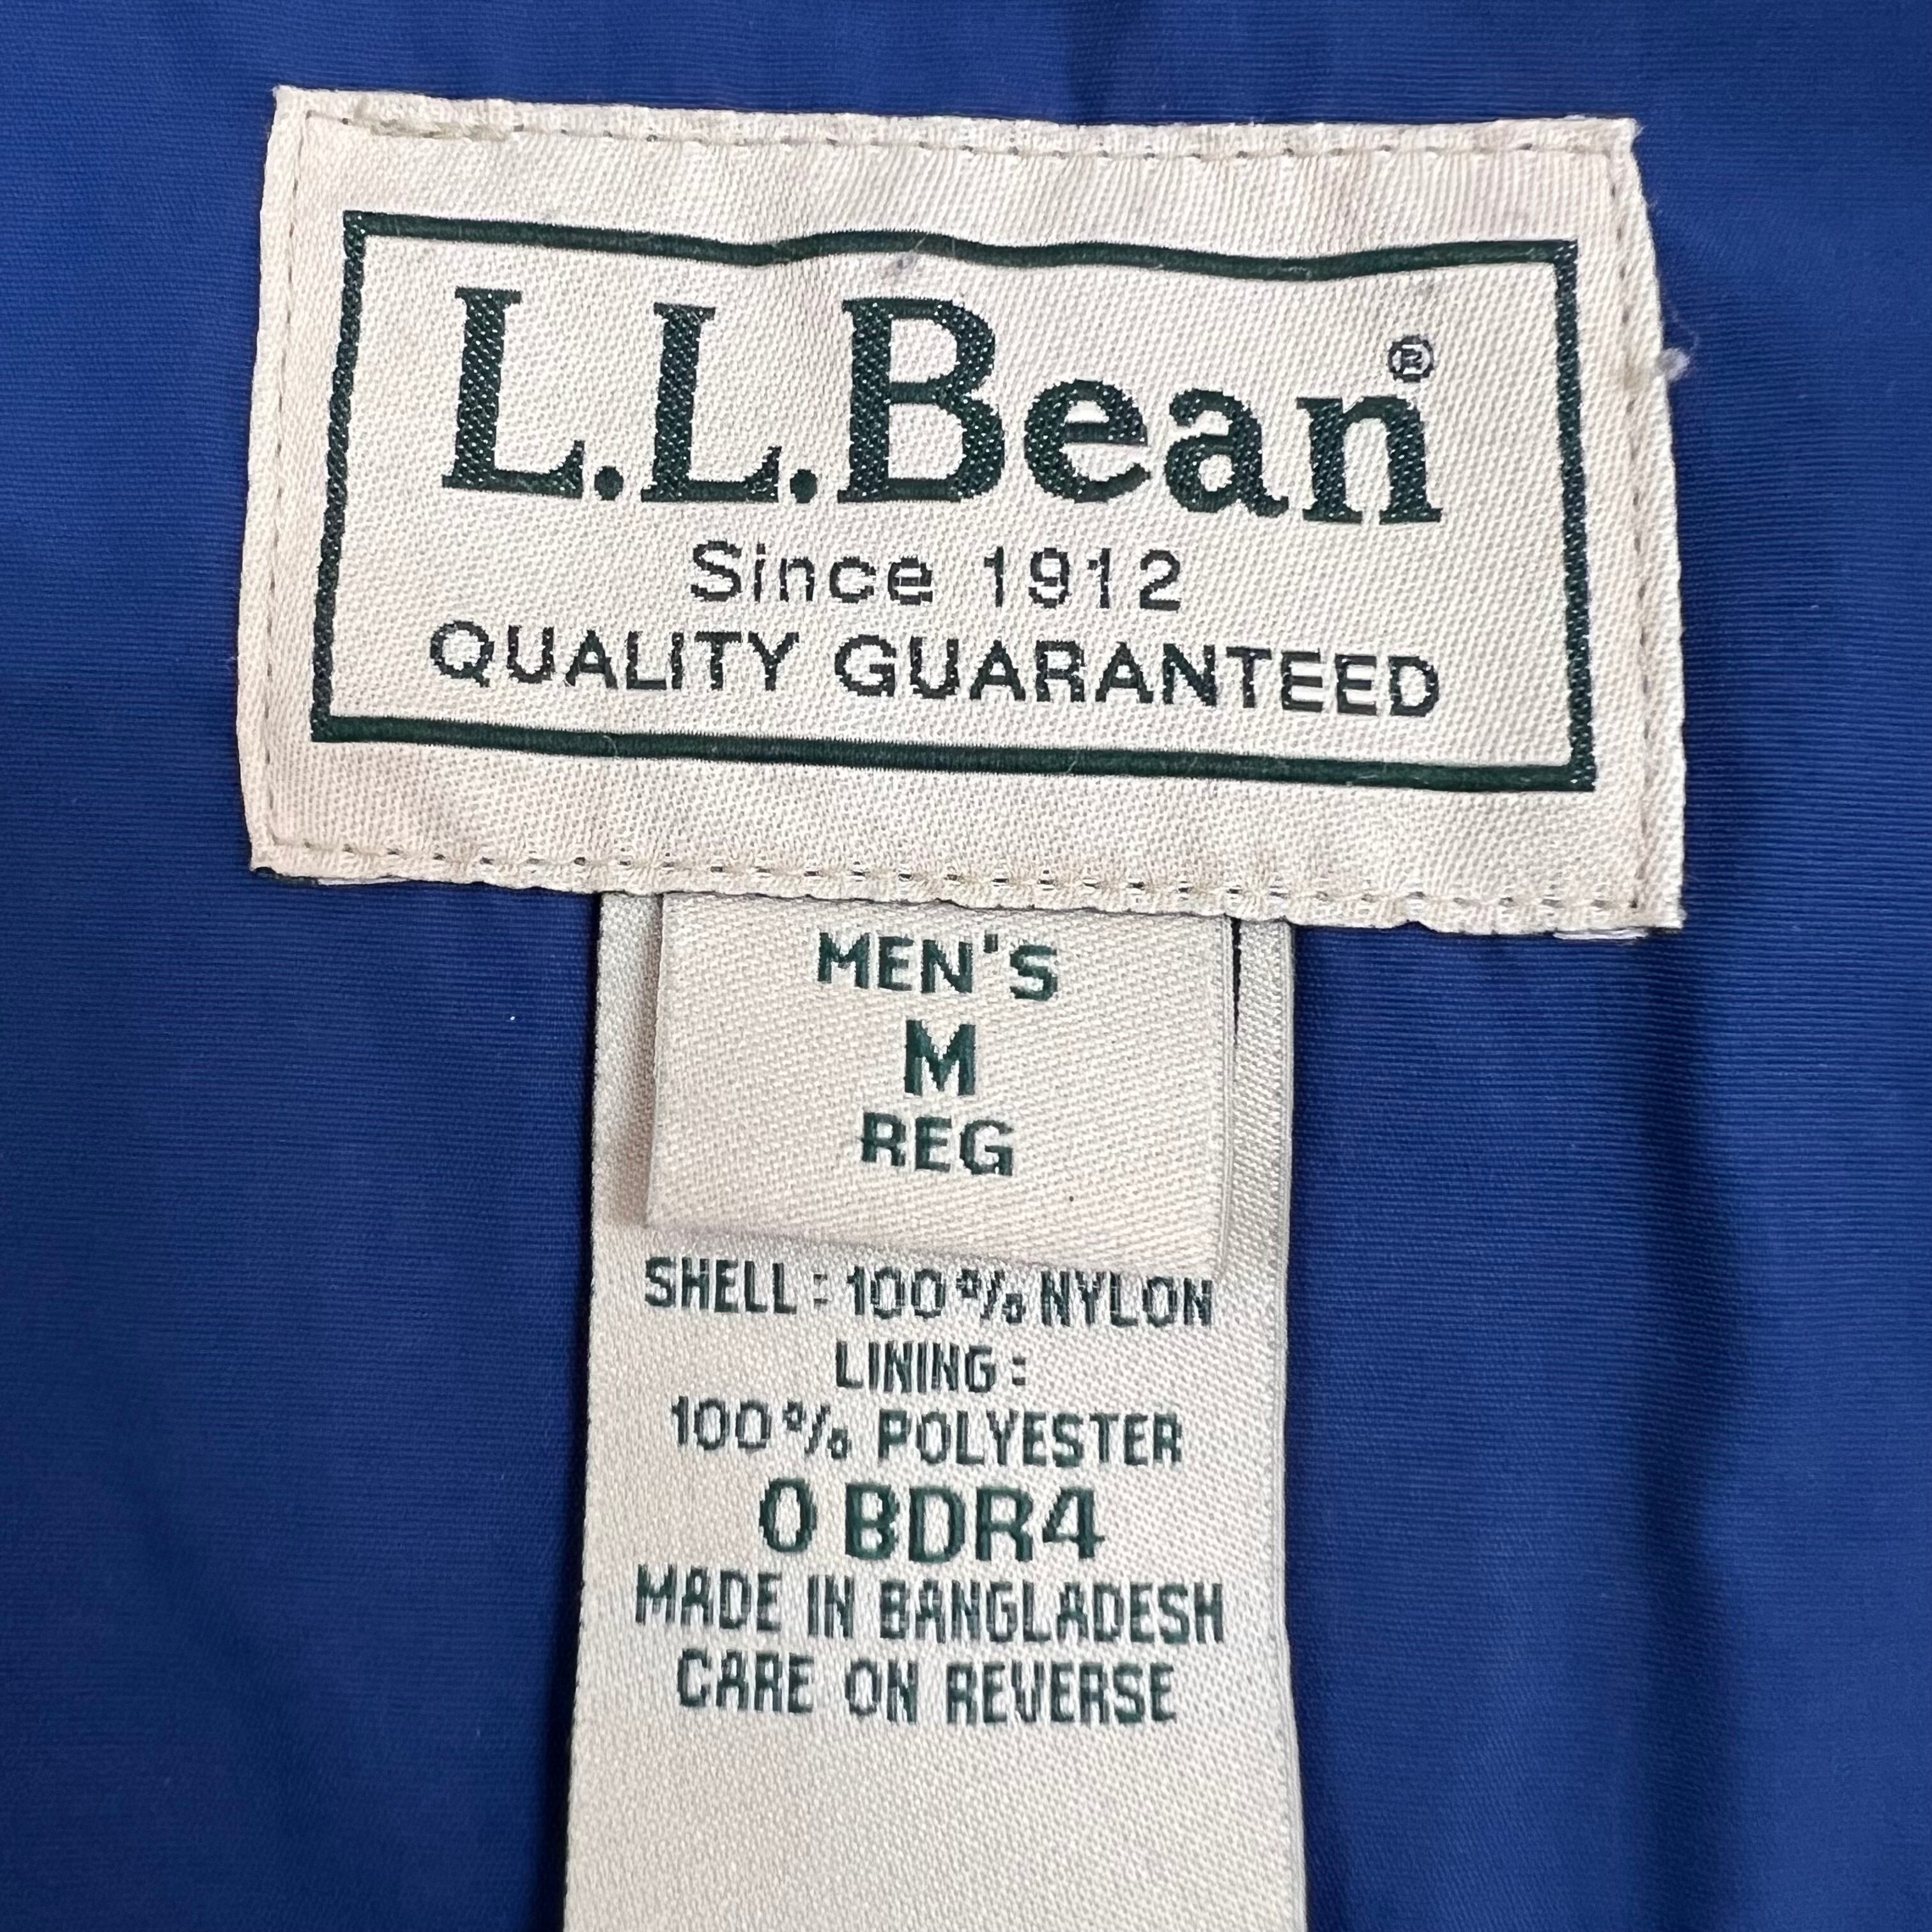 L.L.Bean®
Since 1912
QUALITY GUARANTEED
MEN'S
M
REG
SHELL: 100% NYLON
LINING:
100% POLYESTER
0 BDR4
MADE IN BANGLADESH
CARE ON REVERSE